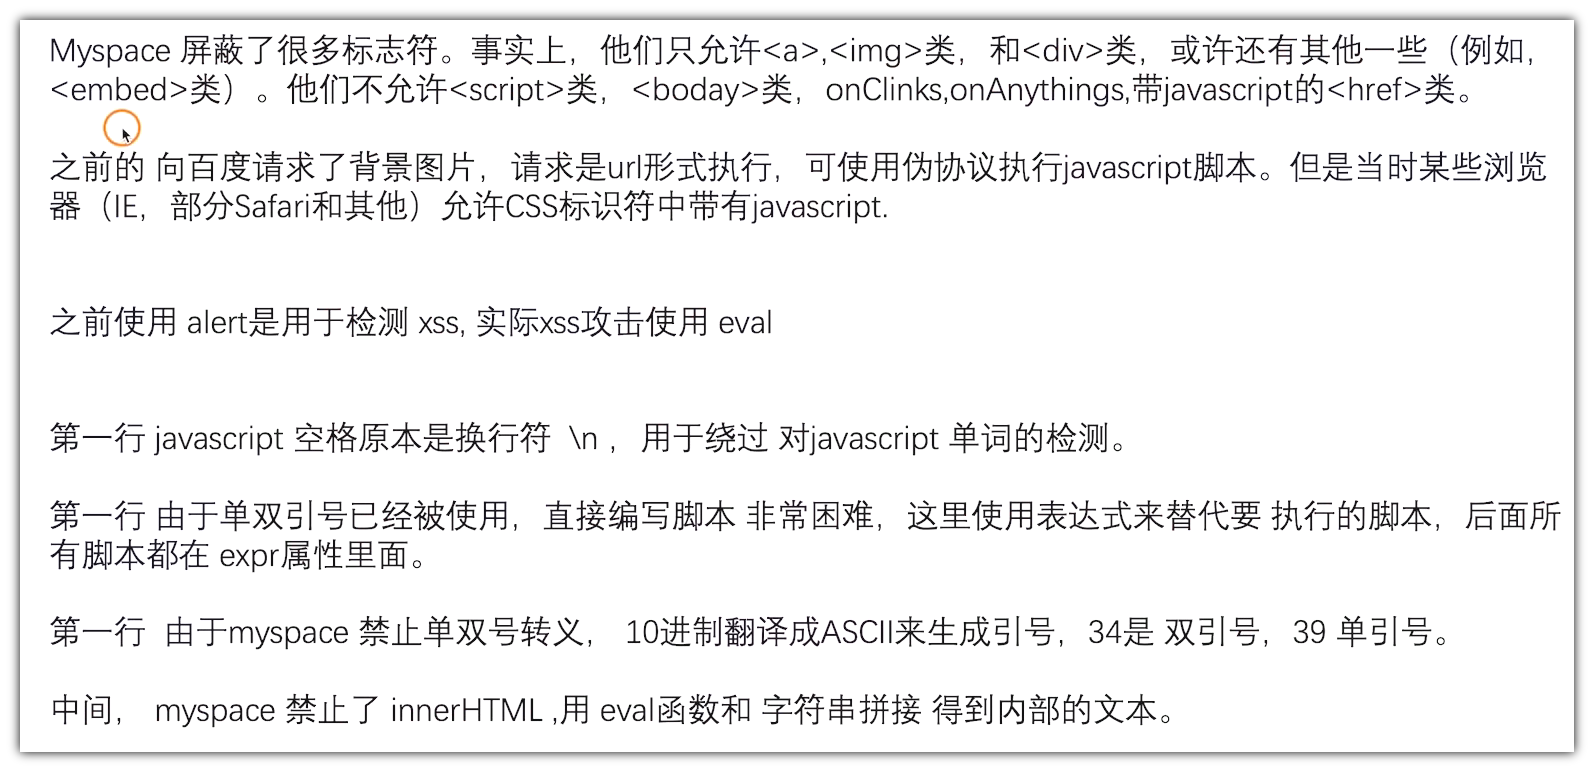 Myspace 屏蔽了很多标志符。事实上，他们只允许<a>,<img>类，和<div>类，或许还有其他一些（例如，
<embed>类）。他们不允许<script>类，<boday>类，onClinks,onAnythings,带javascript的<href>类。
之前的 向百度请求了背景图片，请求是url形式执行，可使用伪协议执行javascript脚本。但是当时某些浏览
器（IE，部分Safari和其他）允许CSS标识符中带有javascript.
之前使用 alert是用于检测 xss, 实际xss攻击使用 eval
第一行 javascript 空格原本是换行符  \n ，用于绕过 对javascript 单词的检测。
第一行 由于单双引号已经被使用，直接编写脚本 非常困难，这里使用表达式来替代要 执行的脚本，后面所
有脚本都在 expr属性里面。
第一行  由于myspace 禁止单双号转义， 10进制翻译成ASCII来生成引号，34是 双引号，39 单引号。
中间， myspace 禁止了 innerHTML ,用 eval函数和 字符串拼接 得到内部的文本。